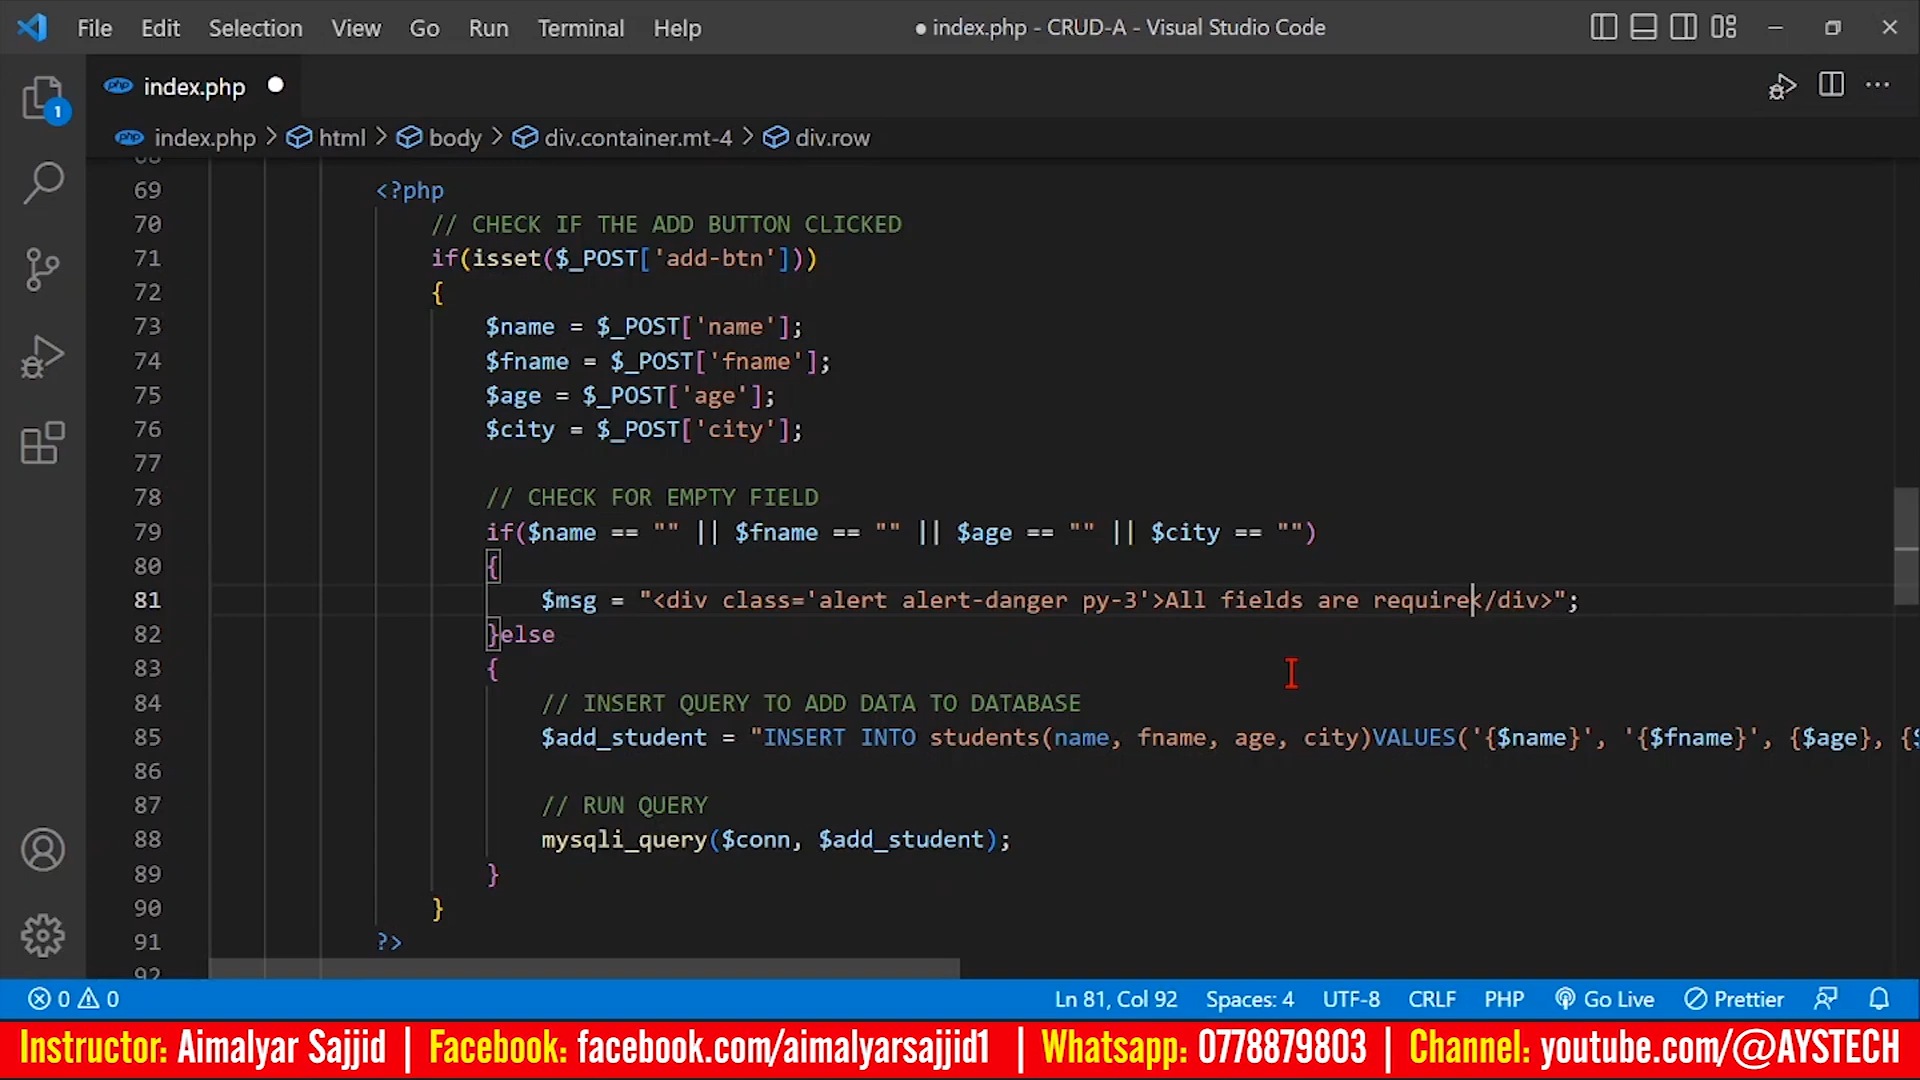 File Edit Selection View Go Run Terminal Help ● index.php - CRUD-A - Visual Studio Code
1
php index.php
php index.php > html > body > div.container.mt-4 > div.row
69 <?php
70 // CHECK IF THE ADD BUTTON CLICKED
71 if(isset($_POST['add-btn']))
72 {
73 $name = $_POST['name'];
74 $fname = $_POST['fname'];
75 $age = $_POST['age'];
76 $city = $_POST['city'];
77
78 // CHECK FOR EMPTY FIELD
79 if($name == "" || $fname == "" || $age == "" || $city == "")
80 {
81 $msg = "<div class='alert alert-danger py-3'>All fields are require</div>";
82 }else
83 {
84 // INSERT QUERY TO ADD DATA TO DATABASE
85 $add_student = "INSERT INTO students(name, fname, age, city)VALUES('{$name}', '{$fname}', {$age}, {$
86
87 // RUN QUERY
88 mysqli_query($conn, $add_student);
89 }
90 }
91 ?>
92
0 0 Ln 81, Col 92 Spaces: 4 UTF-8 CRLF PHP Go Live Prettier
Instructor: Aimalyar Sajjid | Facebook: facebook.com/aimalyarsajjid1 | Whatsapp: 0778879803 | Channel: youtube.com/@AYSTECH